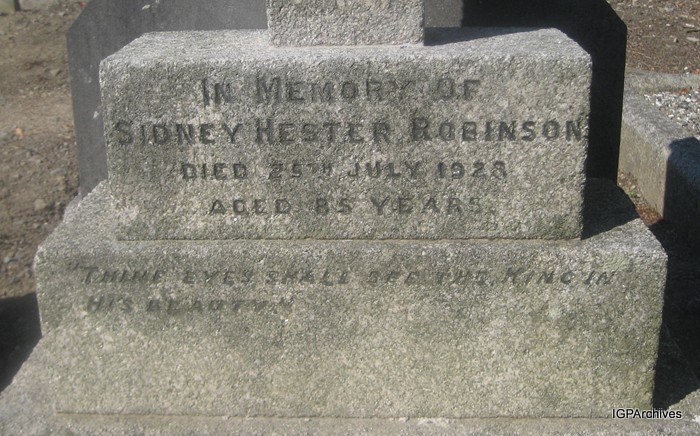 In Memory Of
Sidney Hester Robinson
Died 25th July 1928
Aged 85 Years.
"Thine eyes shall see the King in
His beauty."
IGPArchives